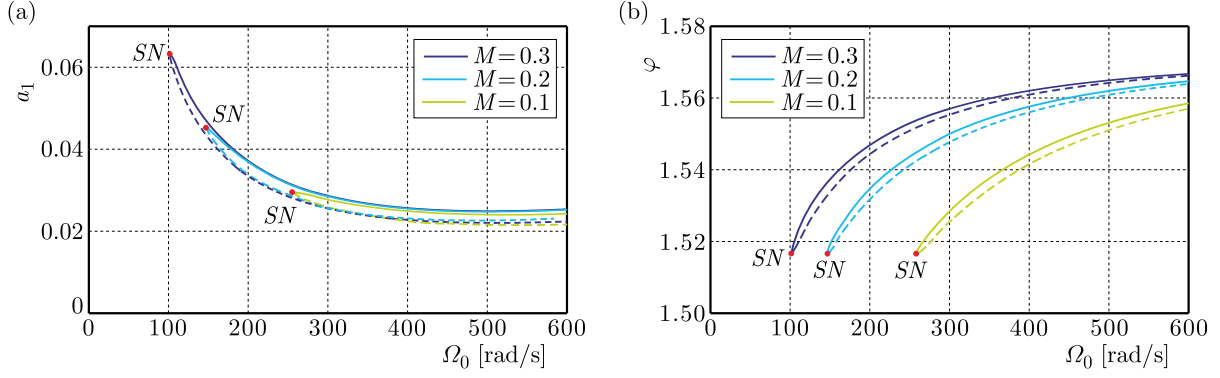 (a)
a₁
0.06
0.04
0.02
0
0 100 200 300 400 500 600
Ω₀ [rad/s]
SN
SN
SN
M=0.3
M=0.2
M=0.1
(b)
φ
1.58
1.56
1.54
1.52
1.50
0 100 200 300 400 500 600
Ω₀ [rad/s]
M=0.3
M=0.2
M=0.1
SN
SN
SN